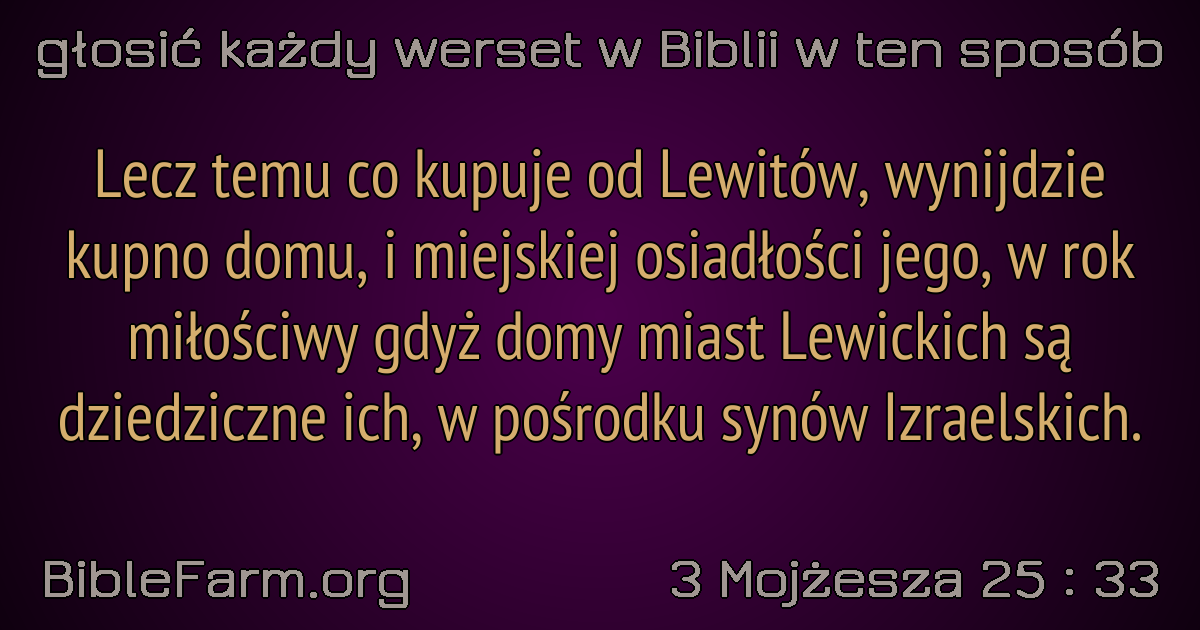 głosić każdy werset w Biblii w ten sposób
Lecz temu co kupuje od Lewitów, wynijdzie
kupno domu, i miejskiej osiadłości jego, w rok
miłościwy gdyż domy miast Lewickich są
dziedziczne ich, w pośrodku synów Izraelskich.
BibleFarm.org
3 Mojżesza 25 : 33